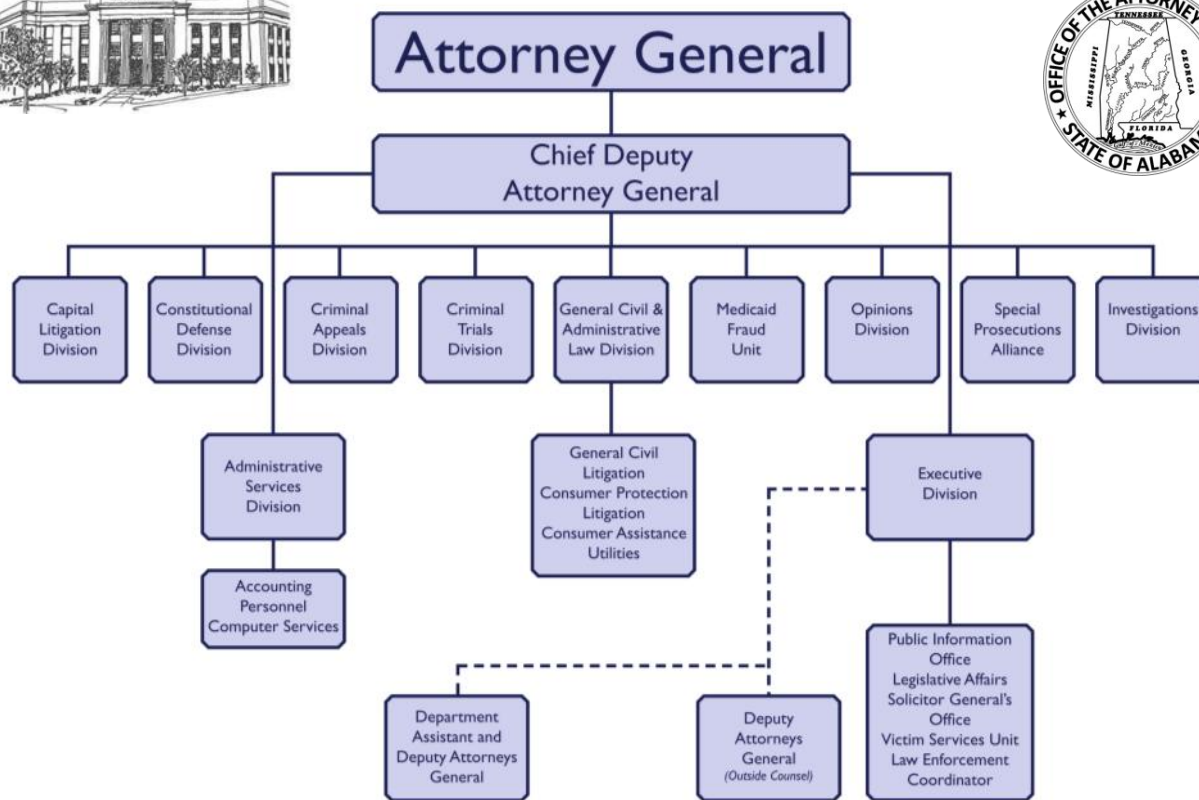 Attorney General
OFFICE OF THE ATTORNEY
TENNESSEE
MISSISSIPPI
GEORGIA
FLORIDA
STATE OF
Chief Deputy
Attorney General
Capital
Litigation
Division
Constitutional
Defense
Division
Criminal
Appeals
Division
Criminal
Trials
Division
General Civil &
Administrative
Law Division
Medicaid
Fraud
Unit
Opinions
Division
Special
Prosecutions
Alliance
Investigations
Division
Administrative
Services
Division
General Civil
Litigation
Consumer Protection
Litigation
Consumer Assistance
Utilities
Executive
Division
Accounting
Personnel
Computer Services
Department
Assistant and
Deputy Attorneys
General
Deputy
Attorneys
General
(Outside Counsel)
Public Information
Office
Legislative Affairs
Solicitor General's
Office
Victim Services Unit
Law Enforcement
Coordinator